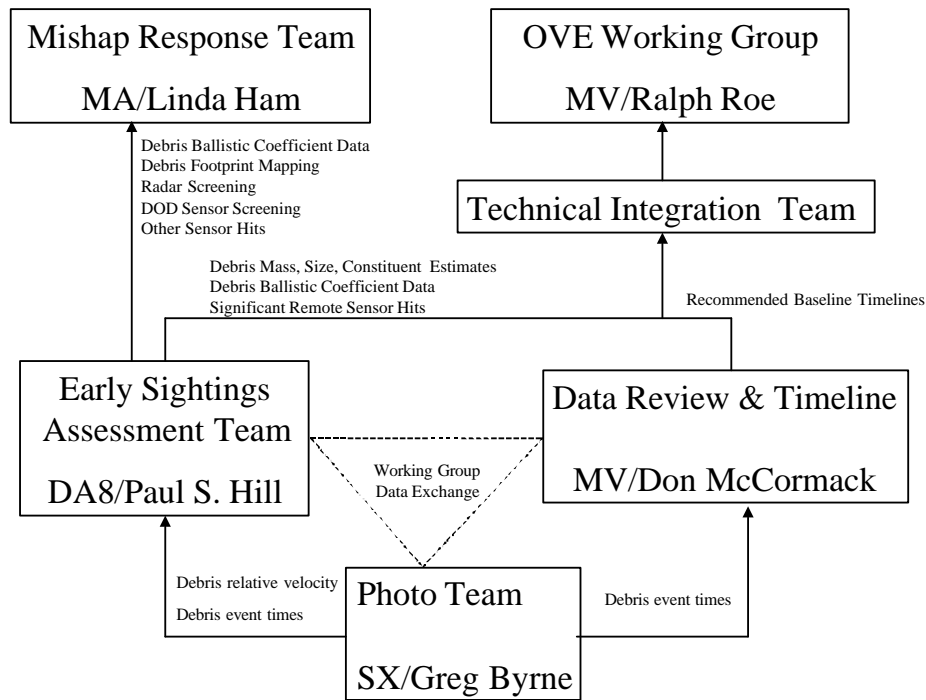 Mishap Response Team
MA/Linda Ham
OVE Working Group
MV/Ralph Roe
Debris Ballistic Coefficient Data
Debris Footprint Mapping
Radar Screening
DOD Sensor Screening
Other Sensor Hits
Technical Integration Team
Debris Mass, Size, Constituent Estimates
Debris Ballistic Coefficient Data
Significant Remote Sensor Hits
Recommended Baseline Timelines
Early Sightings
Assessment Team
DA8/Paul S. Hill
Data Review & Timeline
MV/Don McCormack
Working Group
Data Exchange
Debris relative velocity
Debris event times
Photo Team
SX/Greg Byrne
Debris event times